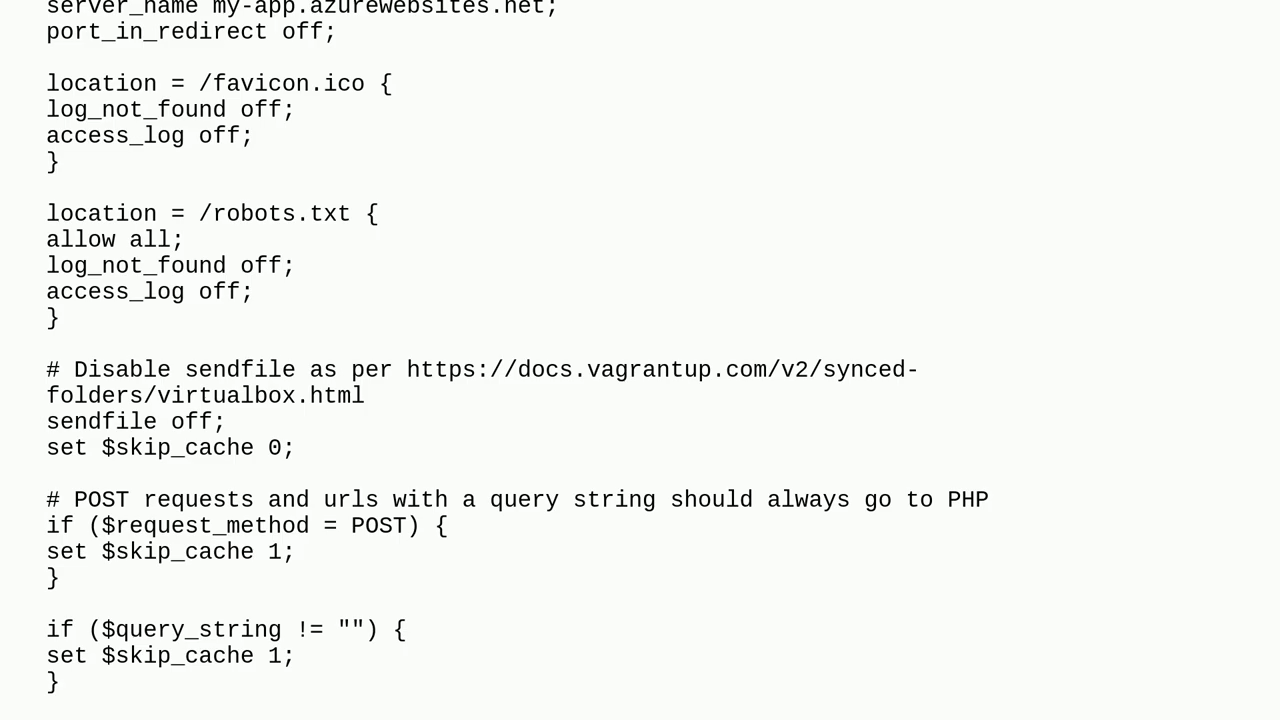 server_name my-app.azurewebsites.net;
port_in_redirect off;
location = /favicon.ico {
log_not_found off;
access_log off;
}
location = /robots.txt {
allow all;
log_not_found off;
access_log off;
}
# Disable sendfile as per https://docs.vagrantup.com/v2/synced-
folders/virtualbox.html
sendfile off;
set $skip_cache 0;
# POST requests and urls with a query string should always go to PHP
if ($request_method = POST) {
set $skip_cache 1;
}
if ($query_string != "") {
set $skip_cache 1;
}